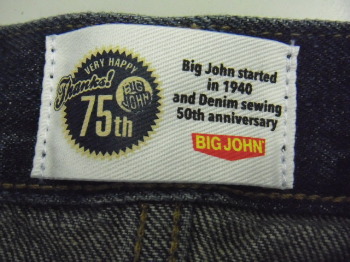 VERY HAPPY
Thanks!
BIG
JOHN
75th
Big John started
in 1940
and Denim sewing
50th anniversary
BIG JOHN